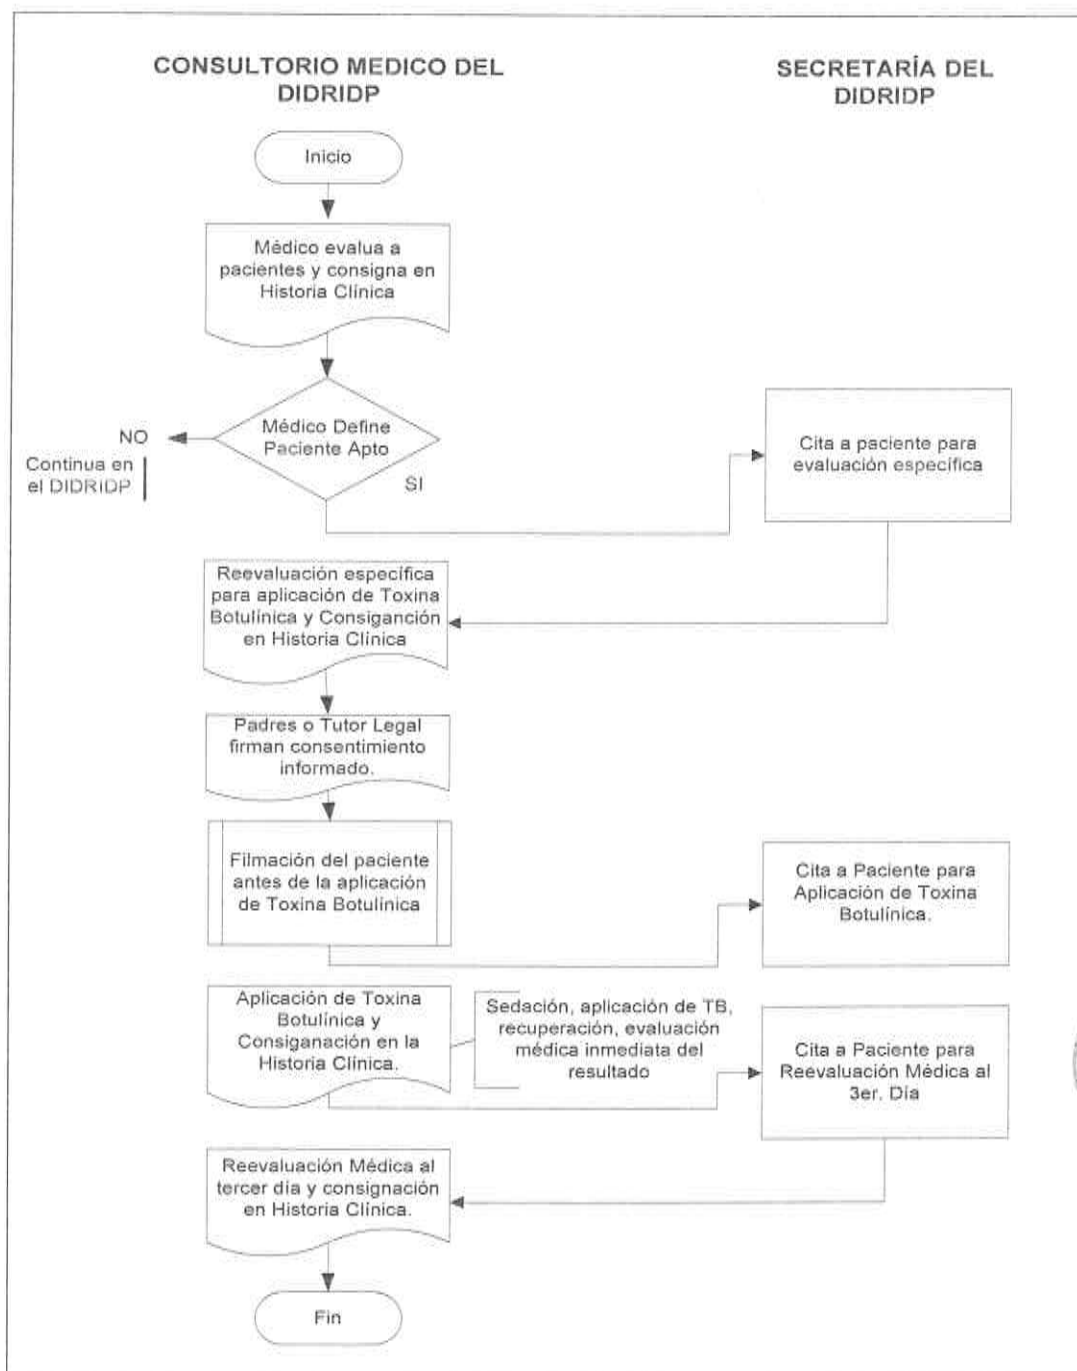 CONSULTORIO MEDICO DEL
DIDRIDP
SECRETARÍA DEL
DIDRIDP
Inicio
Médico evalua a
pacientes y consigna en
Historia Clínica
Médico Define
Paciente Apto
NO
Continua en
el DIDRIDP
SI
Cita a paciente para
evaluación específica
Reevaluación específica
para aplicación de Toxina
Botulínica y Consigançión
en Historia Clínica
Padres o Tutor Legal
firman consentimiento
informado.
Filmación del paciente
antes de la aplicación
de Toxina Botulínica
Cita a Paciente para
Aplicación de Toxina
Botulínica.
Aplicación de Toxina
Botulínica y
Consiganación en la
Historia Clínica.
Sedación, aplicación de TB,
recuperación, evaluación
médica inmediata del
resultado
Cita a Paciente para
Reevaluación Médica al
3er. Día
Reevaluación Médica al
tercer día y consignación
en Historia Clínica.
Fin